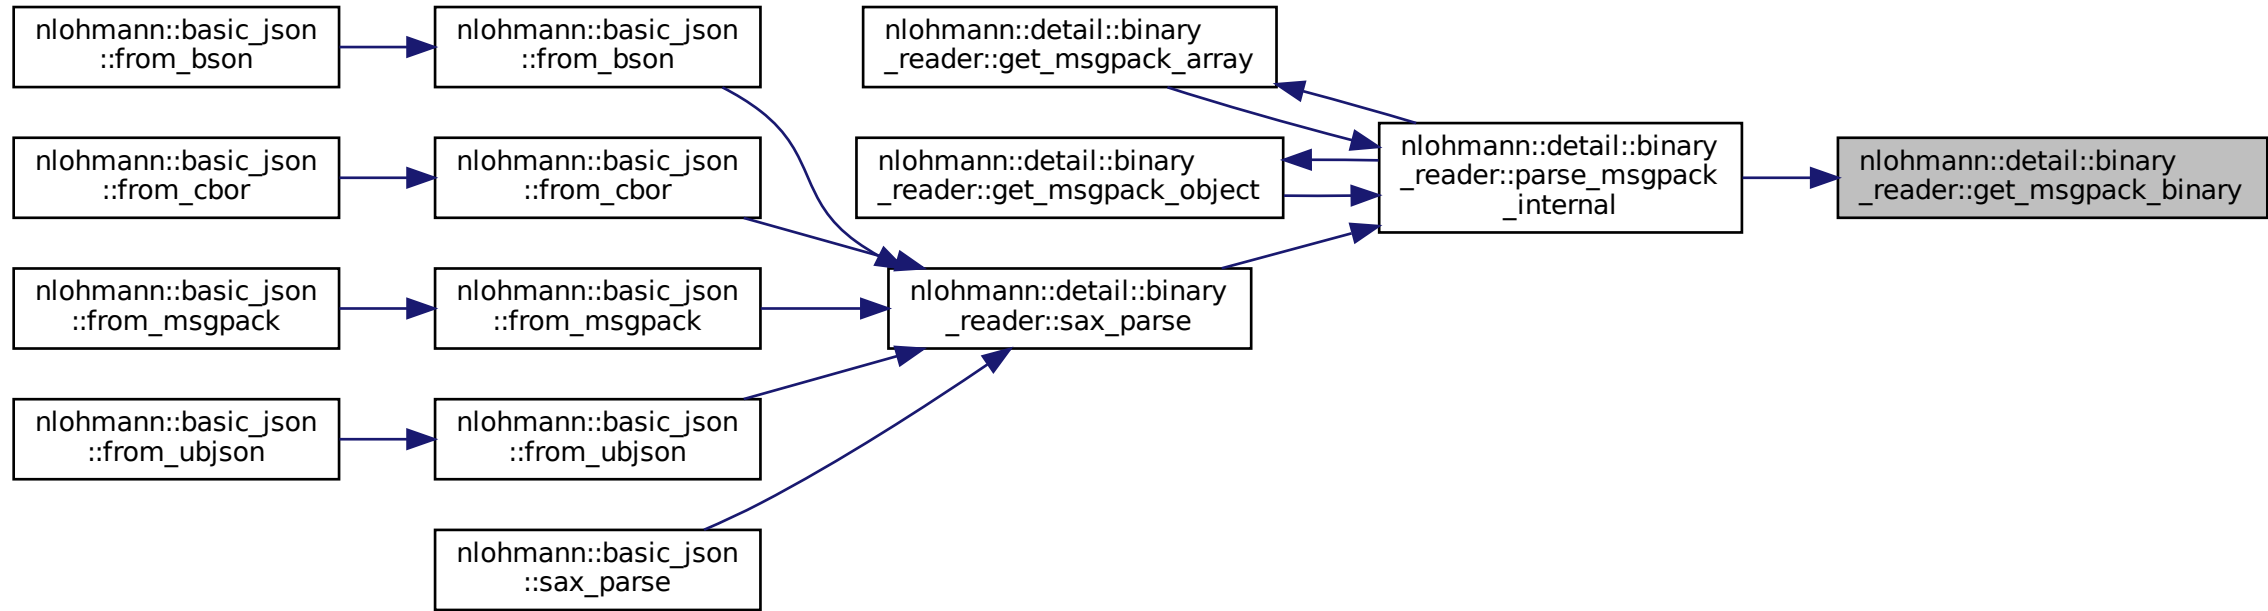 nlohmann::basic_json
::from_bson
nlohmann::basic_json
::from_bson
nlohmann::detail::binary
_reader::get_msgpack_array
nlohmann::basic_json
::from_cbor
nlohmann::basic_json
::from_cbor
nlohmann::detail::binary
_reader::get_msgpack_object
nlohmann::detail::binary
_reader::parse_msgpack
_internal
nlohmann::detail::binary
_reader::get_msgpack_binary
nlohmann::basic_json
::from_msgpack
nlohmann::basic_json
::from_msgpack
nlohmann::detail::binary
_reader::sax_parse
nlohmann::basic_json
::from_ubjson
nlohmann::basic_json
::from_ubjson
nlohmann::basic_json
::sax_parse